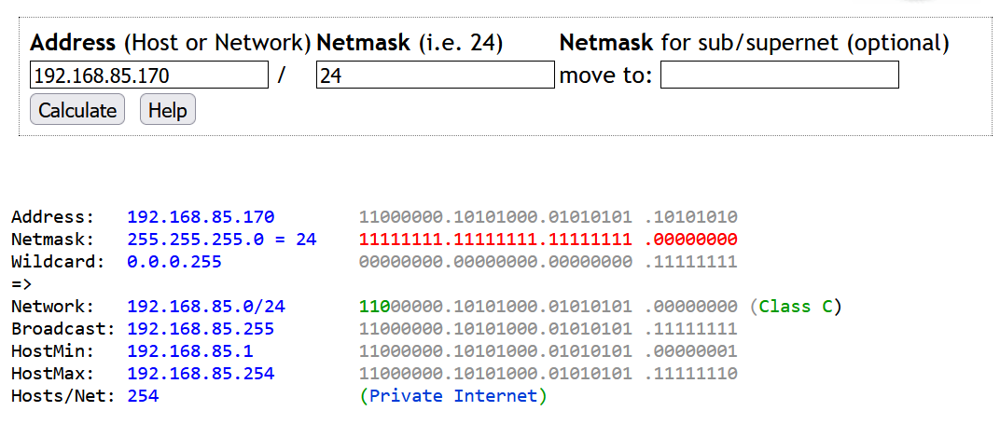 Address (Host or Network) Netmask (i.e. 24) Netmask for sub/supernet (optional)
192.168.85.170 / 24 move to:
Calculate Help
Address: 192.168.85.170 11000000.10101000.01010101 .10101010
Netmask: 255.255.255.0 = 24 11111111.11111111.11111111 .00000000
Wildcard: 0.0.0.255 00000000.00000000.00000000 .11111111
=>
Network: 192.168.85.0/24 11000000.10101000.01010101 .00000000 (Class C)
Broadcast: 192.168.85.255 11000000.10101000.01010101 .11111111
HostMin: 192.168.85.1 11000000.10101000.01010101 .00000001
HostMax: 192.168.85.254 11000000.10101000.01010101 .11111110
Hosts/Net: 254 (Private Internet)